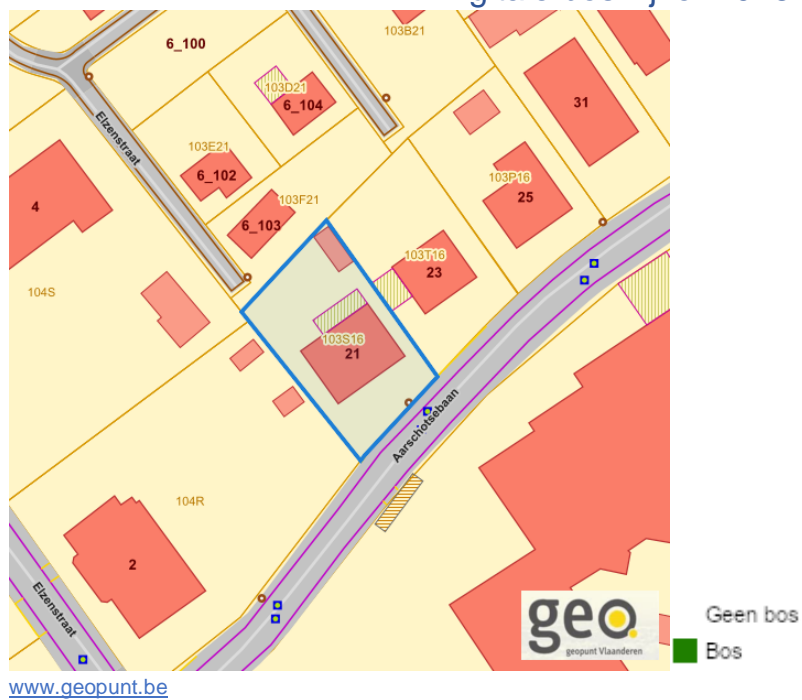 103B21
6_100
103D21
6_104
31
Elzenstraat
103E21
6_102
103P16
25
103F21
4
6_103
103T16
23
104S
103S16
21
Aarschotsebaan
104R
2
Elzenstraat
geo
geopunt Vlaanderen
Geen bos
Bos
www.geopunt.be